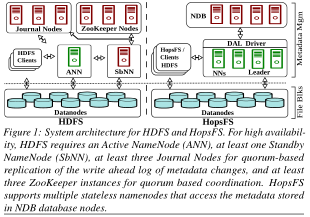 Journal Nodes
ZooKeeper Nodes
NDB
Metadaa Mgm
HDFS
Clients
ANN
SbNN
HopsFS /
Clients
HDFS
DAL Driver
NNs
Leader
File Blks
Datanodes
Datanodes
HDFS
HopsFS
Figure 1: System architecture for HDFS and HopsFS. For high availabil-
ity, HDFS requires an Active NameNode (ANN), at least one Standby
NameNode (SbNN), at least three Journal Nodes for quorum-based
replication of the write ahead log of metadata changes, and at least
three ZooKeeper instances for quorum based coordination. HopsFS
supports multiple stateless namenodes that access the metadata stored
in NDB database nodes.